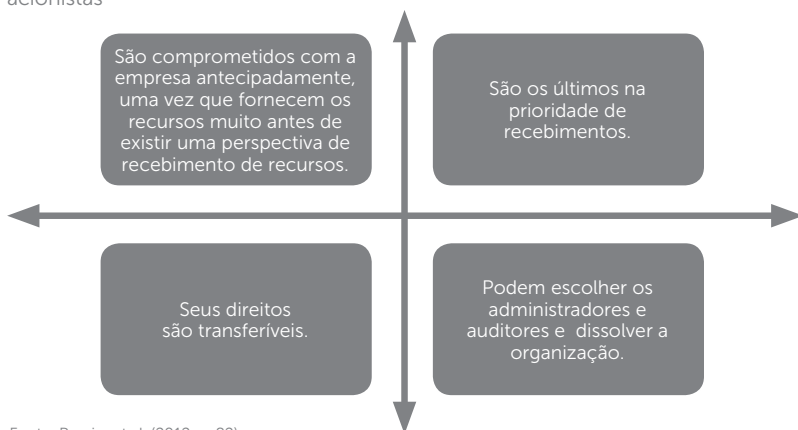 acionistas
São comprometidos com a
empresa antecipadamente,
uma vez que fornecem os
recursos muito antes de
existir uma perspectiva de
recebimento de recursos.
São os últimos na
prioridade de
recebimentos.
Seus direitos
são transferíveis.
Podem escolher os
administradores e
auditores e dissolver a
organização.